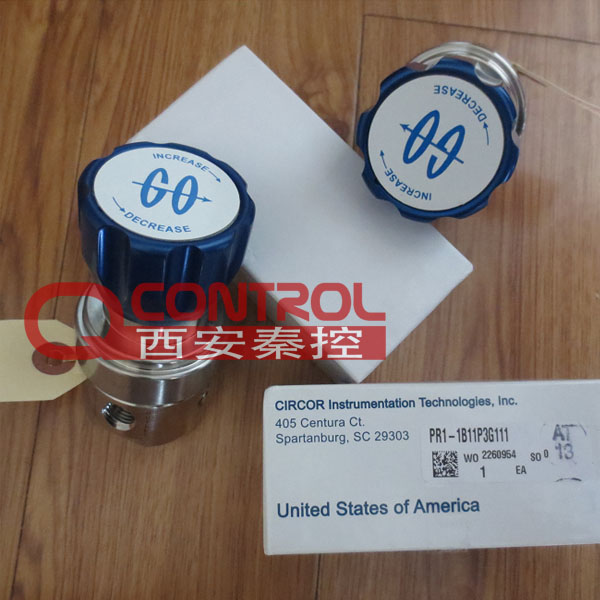 INCREASE
GO
DECREASE
DECREASE
GO
INCREASE
CONTROL
西安秦控
CIRCOR Instrumentation Technologies, Inc.
405 Centura Ct.
Spartanburg, SC 29303
PR1-1B11P3G111
AT
13
WO 2260954 SO 0
1 EA
United States of America